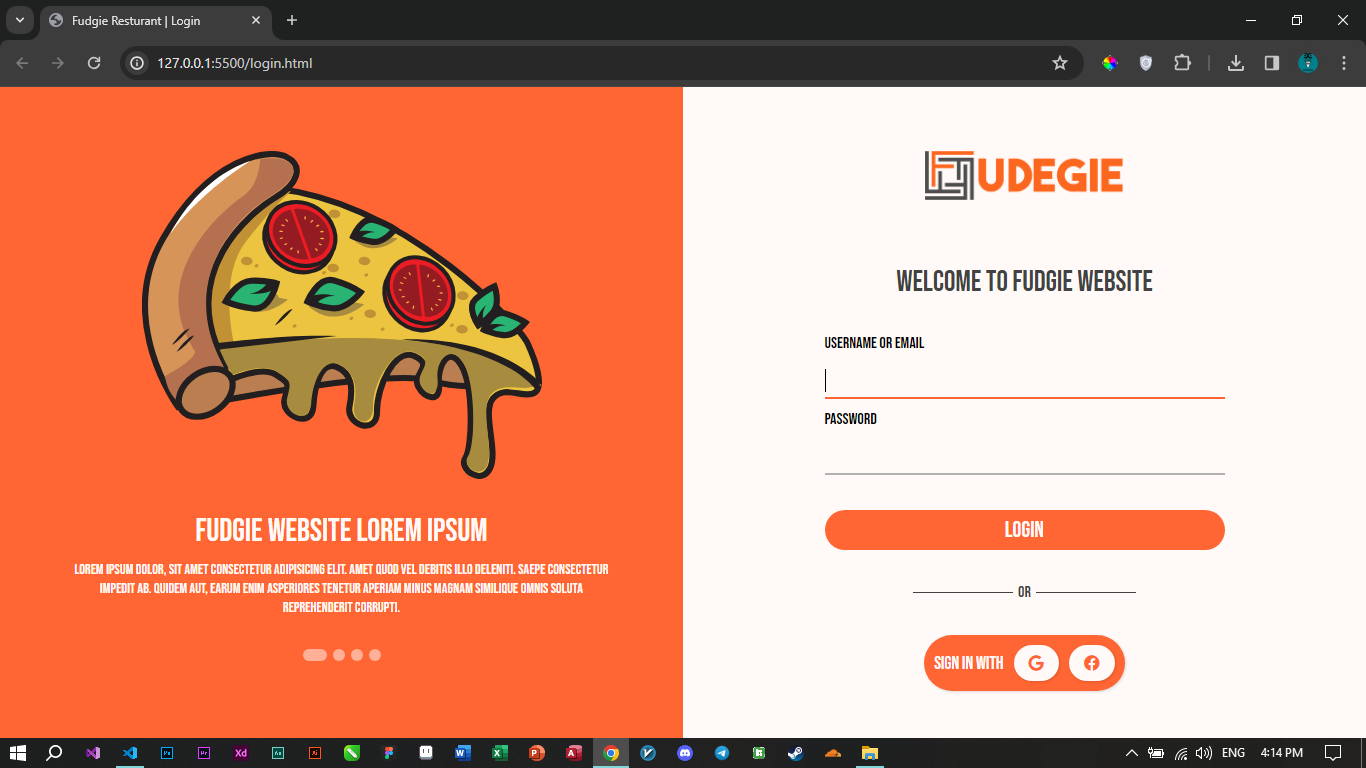 Fudgie Resturant | Login
127.0.0.1:5500/login.html
UDEGIE
WELCOME TO FUDGIE WEBSITE
USERNAME OR EMAIL
PASSWORD
LOGIN
OR
SIGN IN WITH
FUDGIE WEBSITE LOREM IPSUM
LOREM IPSUM DOLOR, SIT AMET CONSECTETUR ADIPISICING ELIT. AMET QUOD VEL DEBITIS ILLO DELENITI. SAEPE CONSECTETUR
IMPEDIT AB. QUIDEM AUT, EARUM ENIM ASPERIORES TENETUR APERIAM MINUS MAGNAM SIMILIQUE OMNIS SOLUTA
REPREHENDERIT CORRUPTI.
ENG
4:14 PM